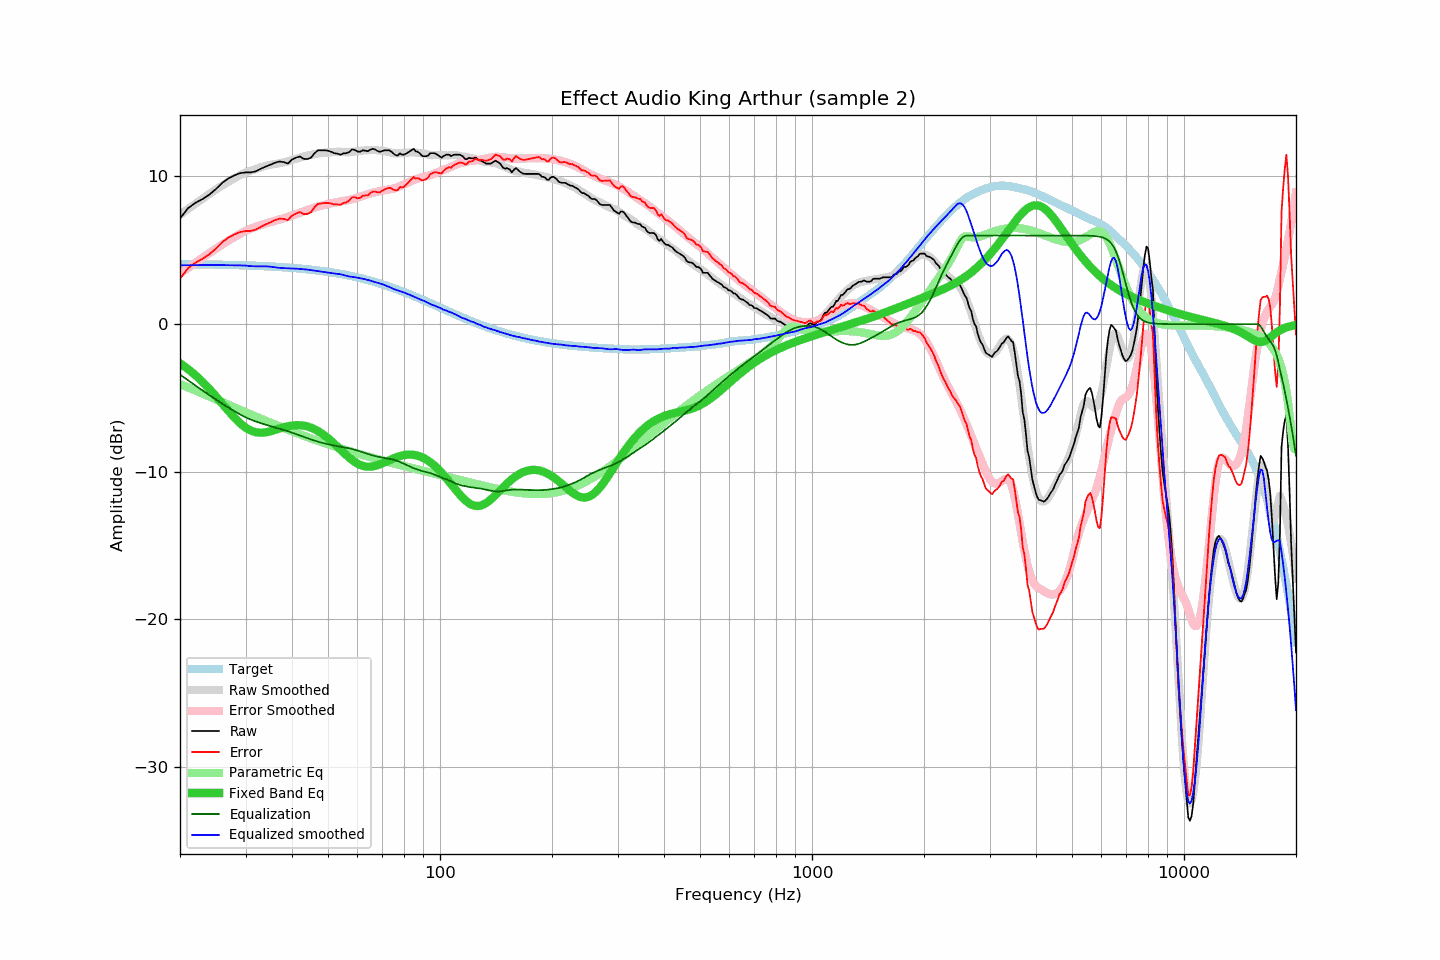 Effect Audio King Arthur (sample 2)
Amplitude (dBr)
10
0
−10
−20
−30
Target
Raw Smoothed
Error Smoothed
Raw
Error
Parametric Eq
Fixed Band Eq
Equalization
Equalized smoothed
100
1000
10000
Frequency (Hz)